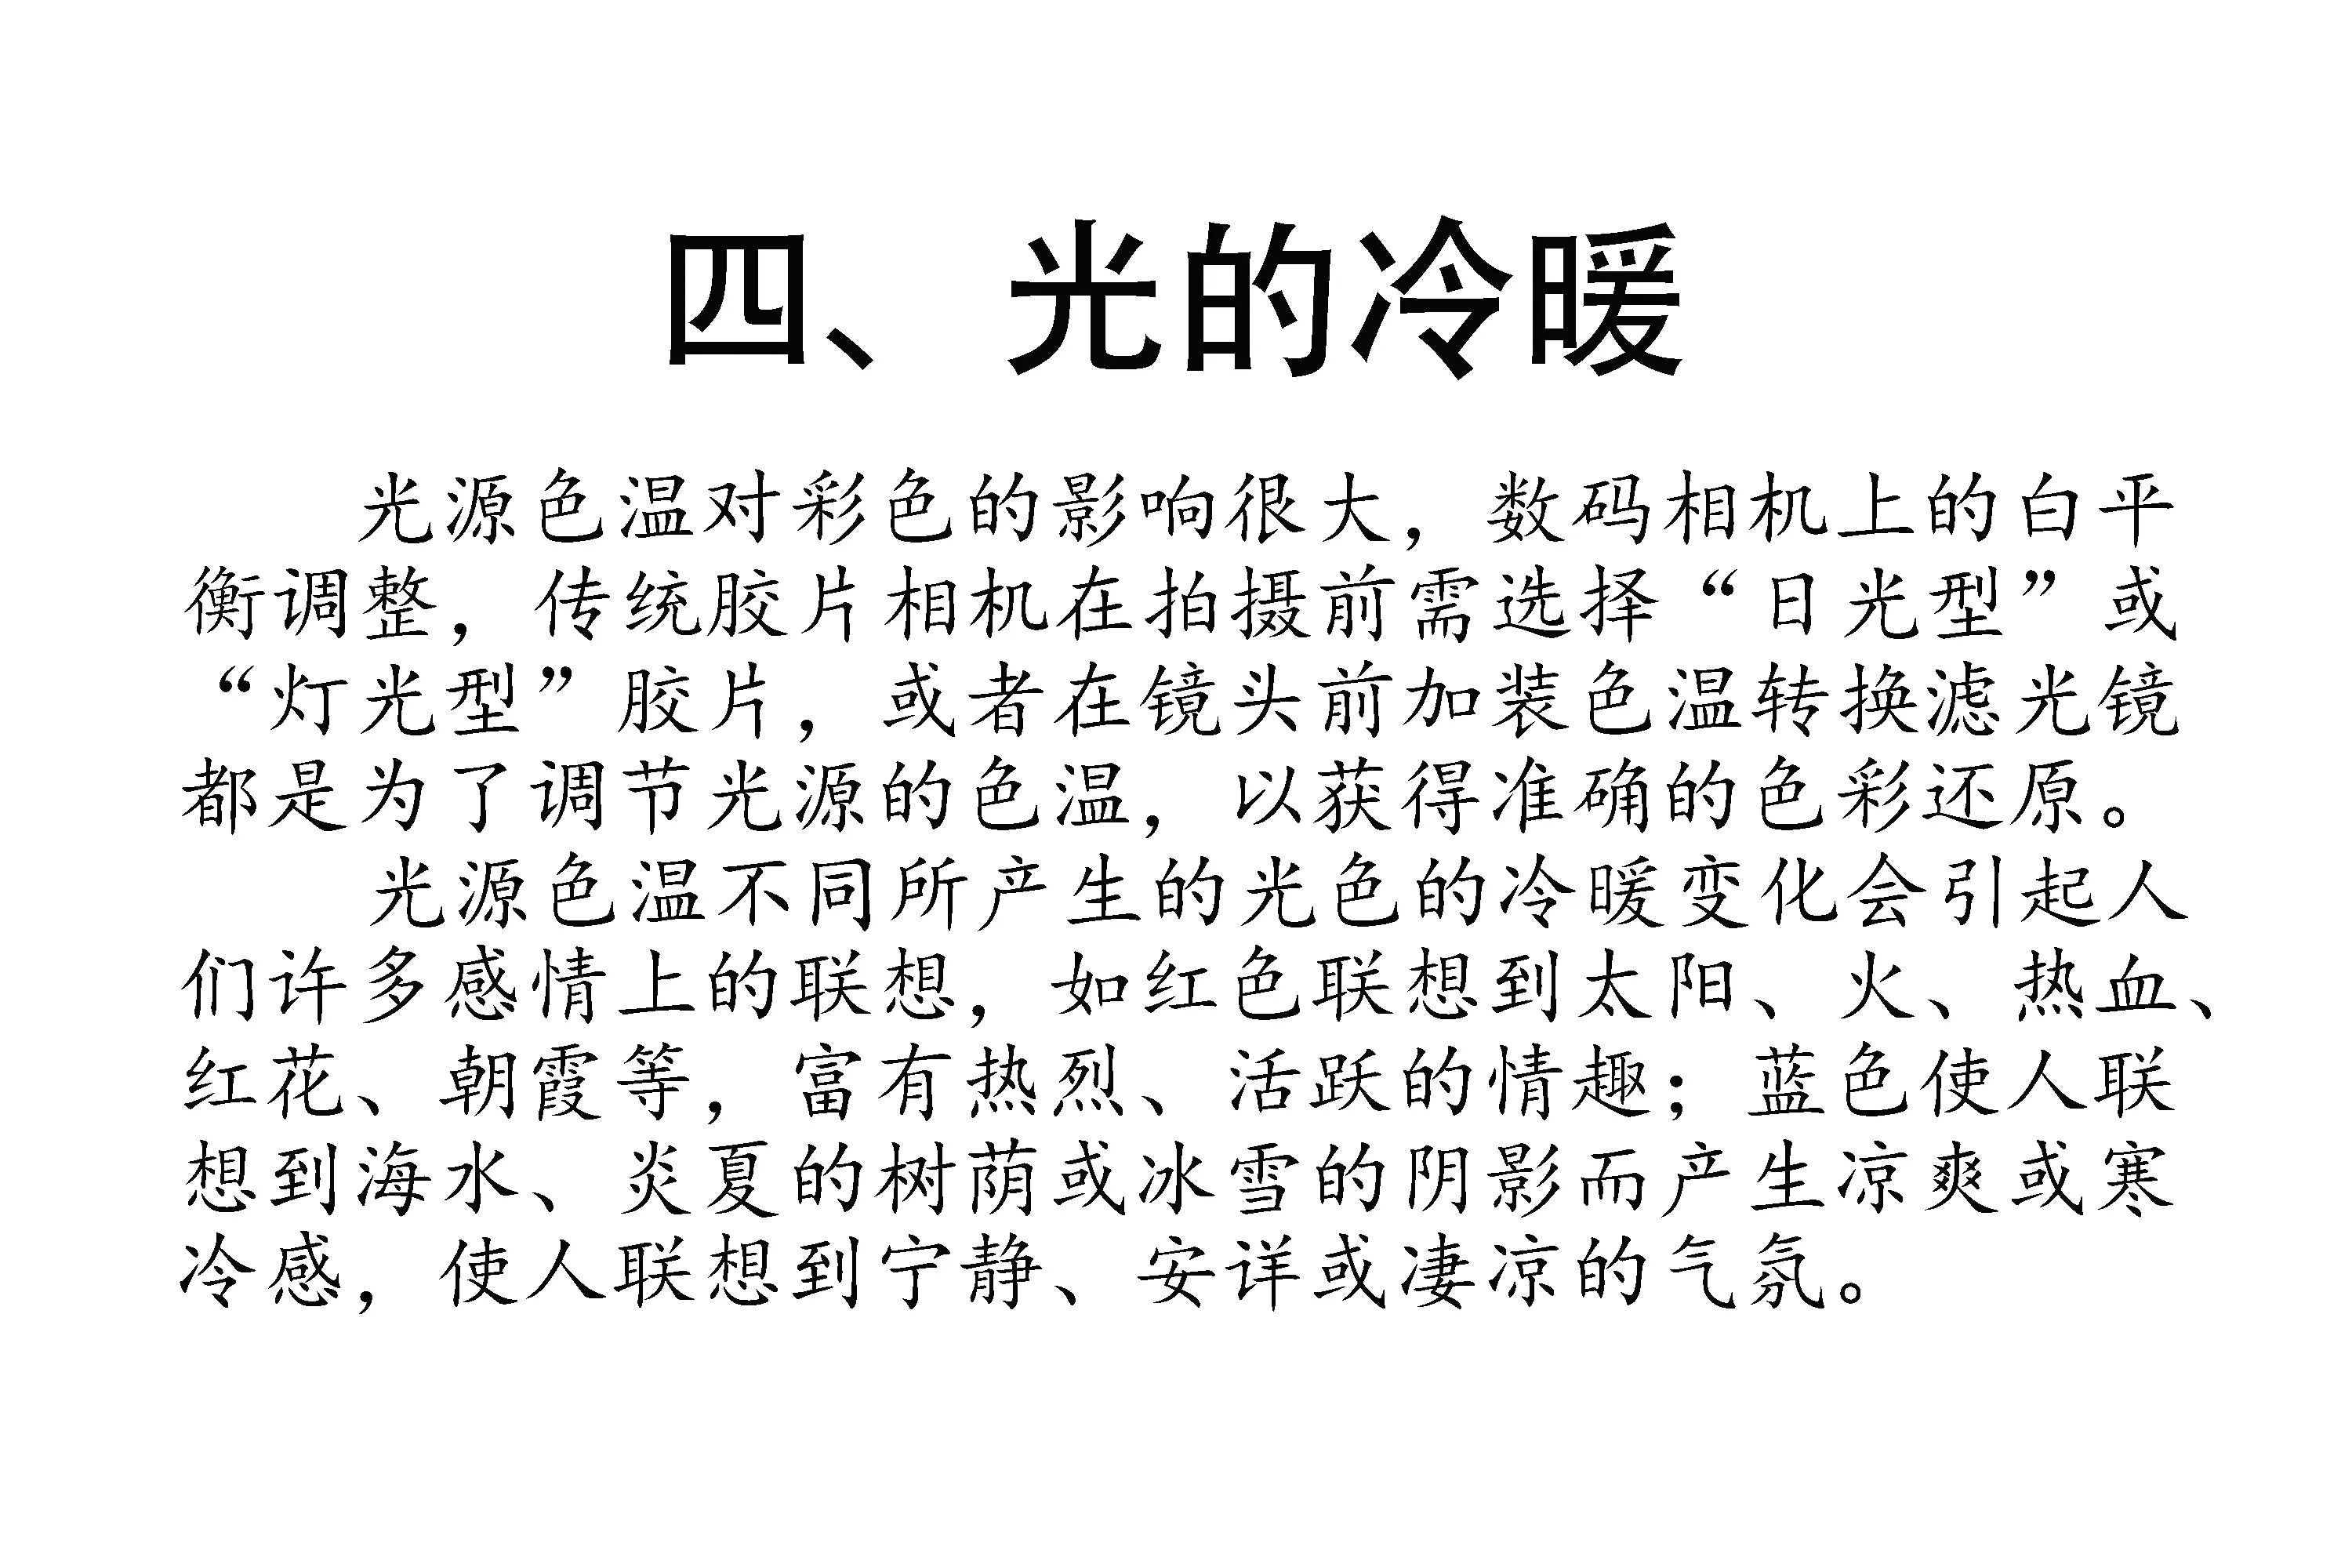 四、光的冷暖
光源色温对彩色的影响很大，数码相机上的白平
衡调整，传统胶片相机在拍摄前需选择“日光型”或
“灯光型”胶片，或者在镜头前加装色温转换滤光镜
都是为了调节光源的色温，以获得准确的色彩还原。
光源色温不同所产生的光色的冷暖变化会引起人
们许多感情上的联想，如红色联想到太阳、火、热血、
红花、朝霞等，富有热烈、活跃的情趣；蓝色使人联
想到海水、炎夏的树荫或冰雪的阴影而产生凉爽或寒
冷感，使人联想到宁静、安详或凄凉的气氛。